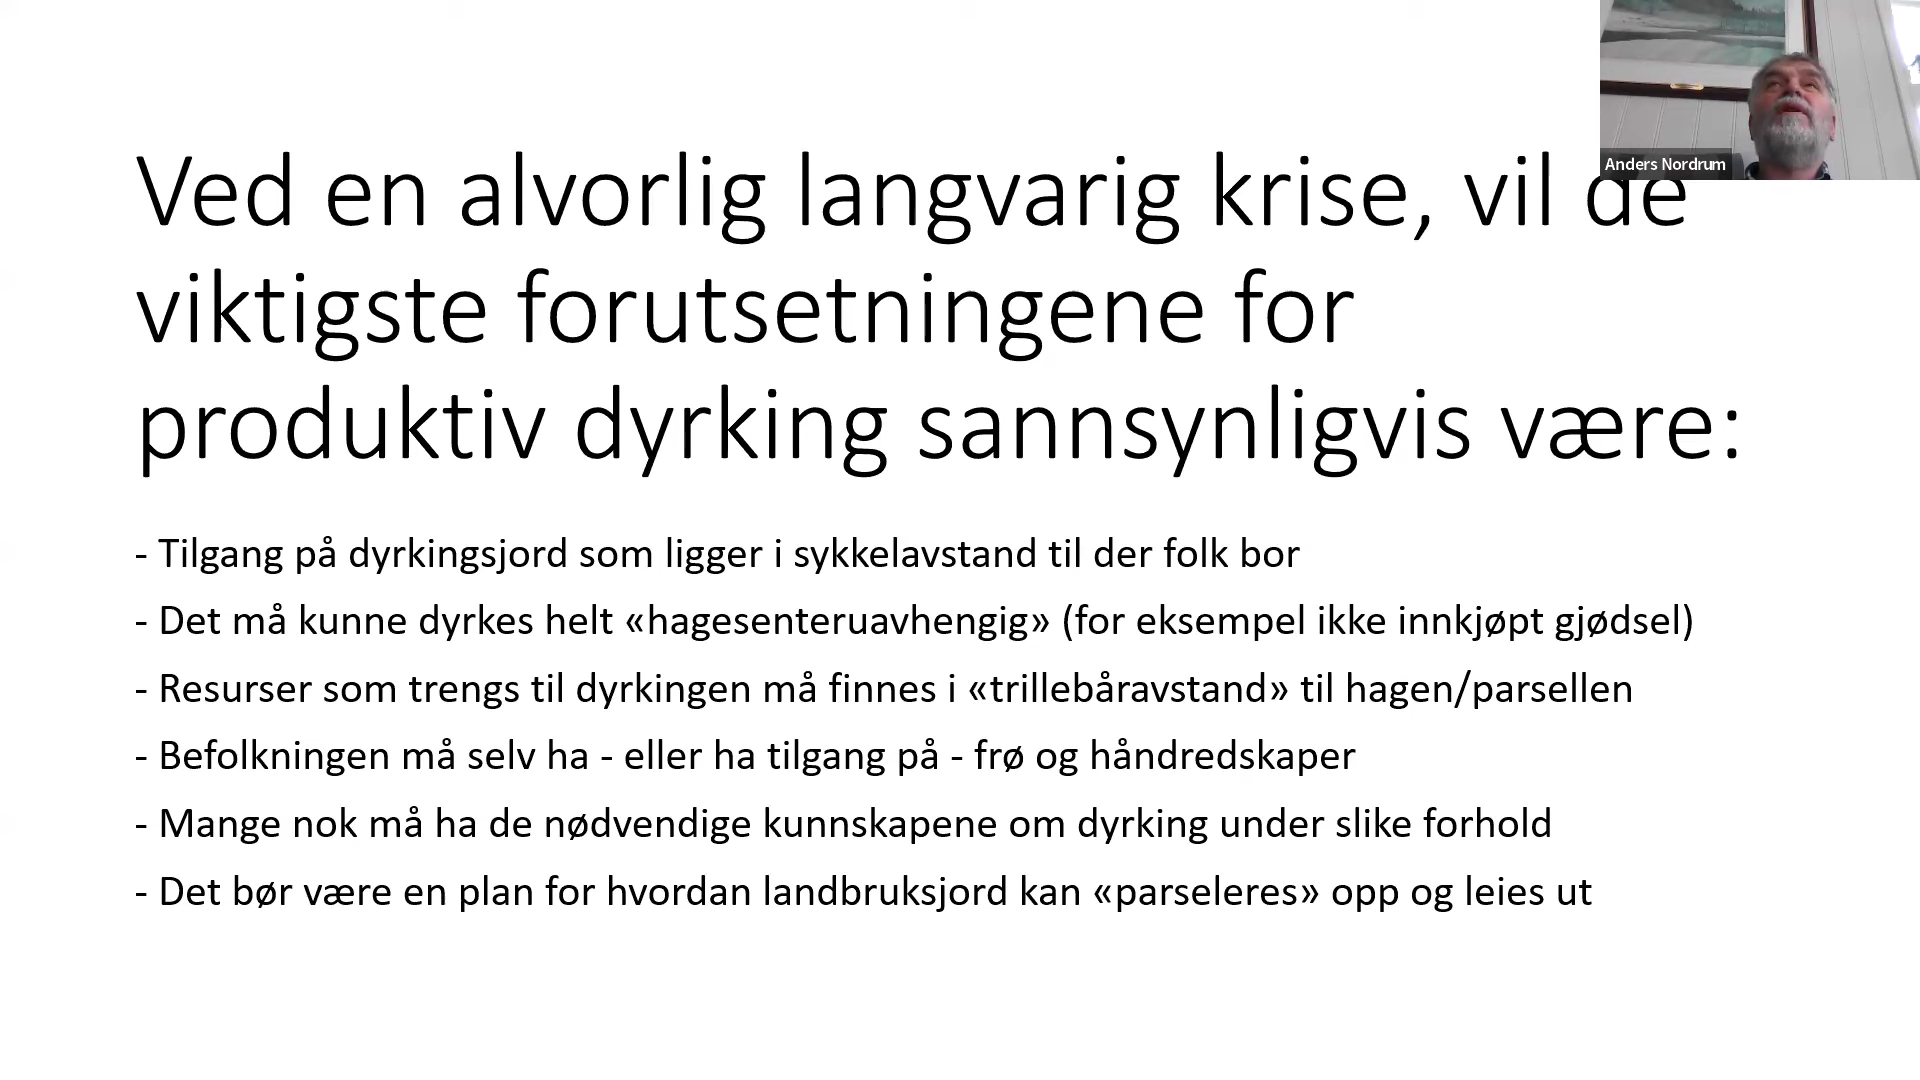 Anders Nordrum
Ved en alvorlig langvarig krise, vil de
viktigste forutsetningene for
produktiv dyrking sannsynligvis være:
- Tilgang på dyrkingsjord som ligger i sykkelavstand til der folk bor
- Det må kunne dyrkes helt «hagesenteruavhengig» (for eksempel ikke innkjøpt gjødsel)
- Resurser som trengs til dyrkingen må finnes i «trillebåravstand» til hagen/parsellen
- Befolkningen må selv ha - eller ha tilgang på - frø og håndredskaper
- Mange nok må ha de nødvendige kunnskapene om dyrking under slike forhold
- Det bør være en plan for hvordan landbruksjord kan «parseleres» opp og leies ut